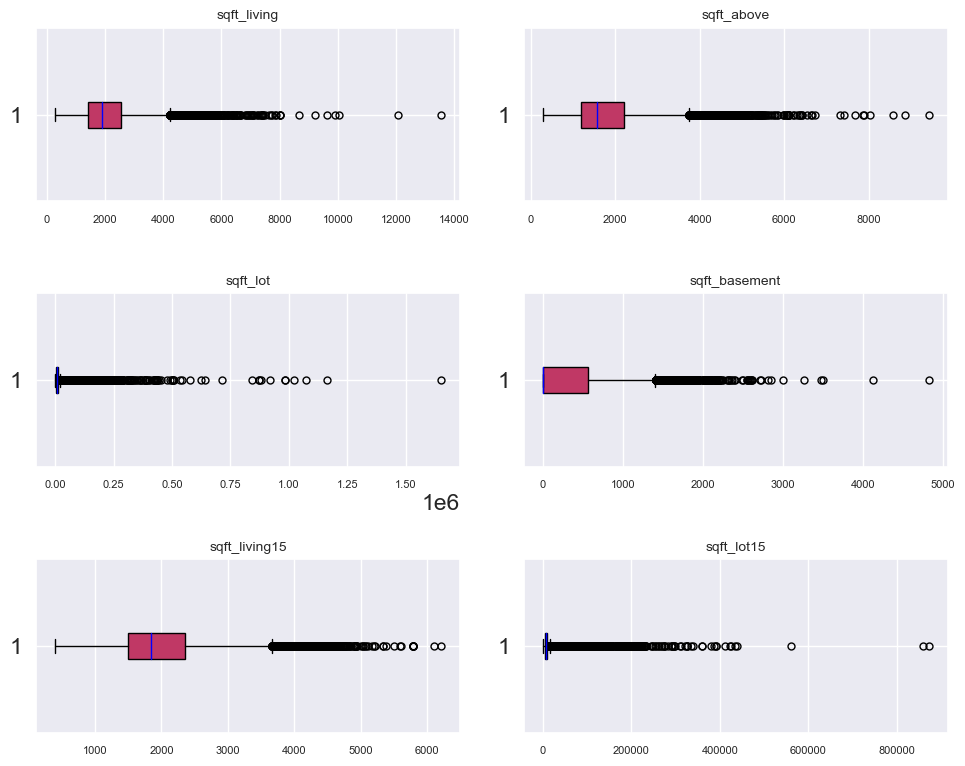 sqft_living
1
0 2000 4000 6000 8000 10000 12000 14000
sqft_above
1
0 2000 4000 6000 8000
sqft_lot
1
0.00 0.25 0.50 0.75 1.00 1.25 1.50
1e6
sqft_basement
1
0 1000 2000 3000 4000 5000
sqft_living15
1
1000 2000 3000 4000 5000 6000
sqft_lot15
1
0 200000 400000 600000 800000